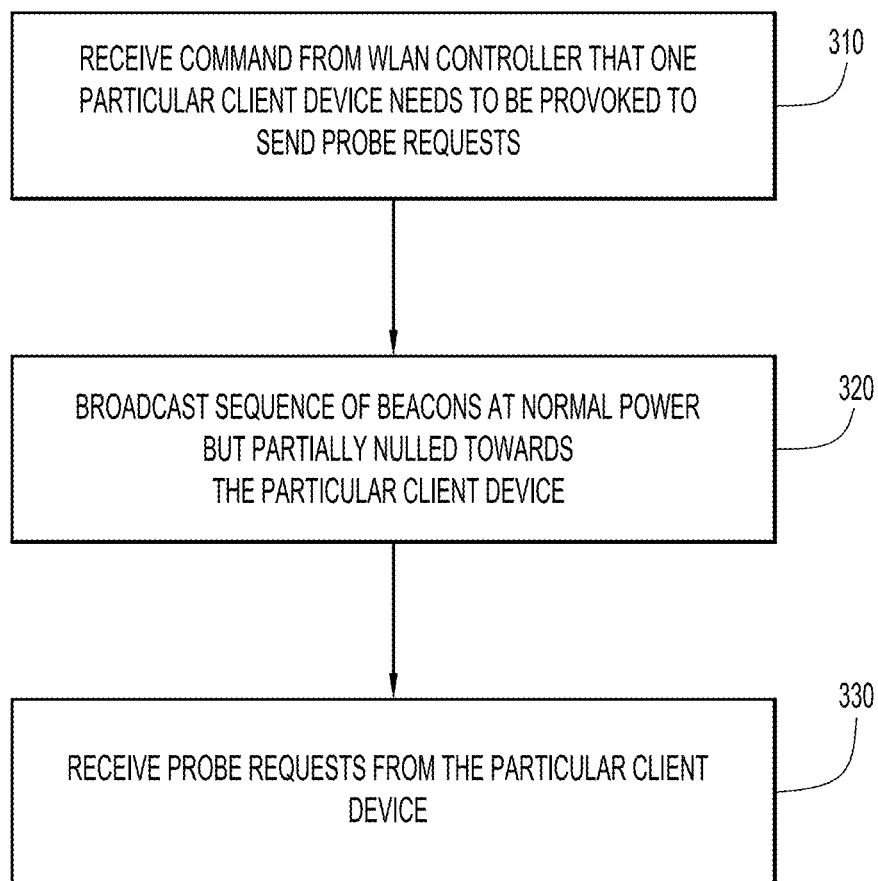 RECEIVE COMMAND FROM WLAN CONTROLLER THAT ONE
PARTICULAR CLIENT DEVICE NEEDS TO BE PROVOKED TO
SEND PROBE REQUESTS
310
BROADCAST SEQUENCE OF BEACONS AT NORMAL POWER
BUT PARTIALLY NULLED TOWARDS
THE PARTICULAR CLIENT DEVICE
320
RECEIVE PROBE REQUESTS FROM THE PARTICULAR CLIENT
DEVICE
330